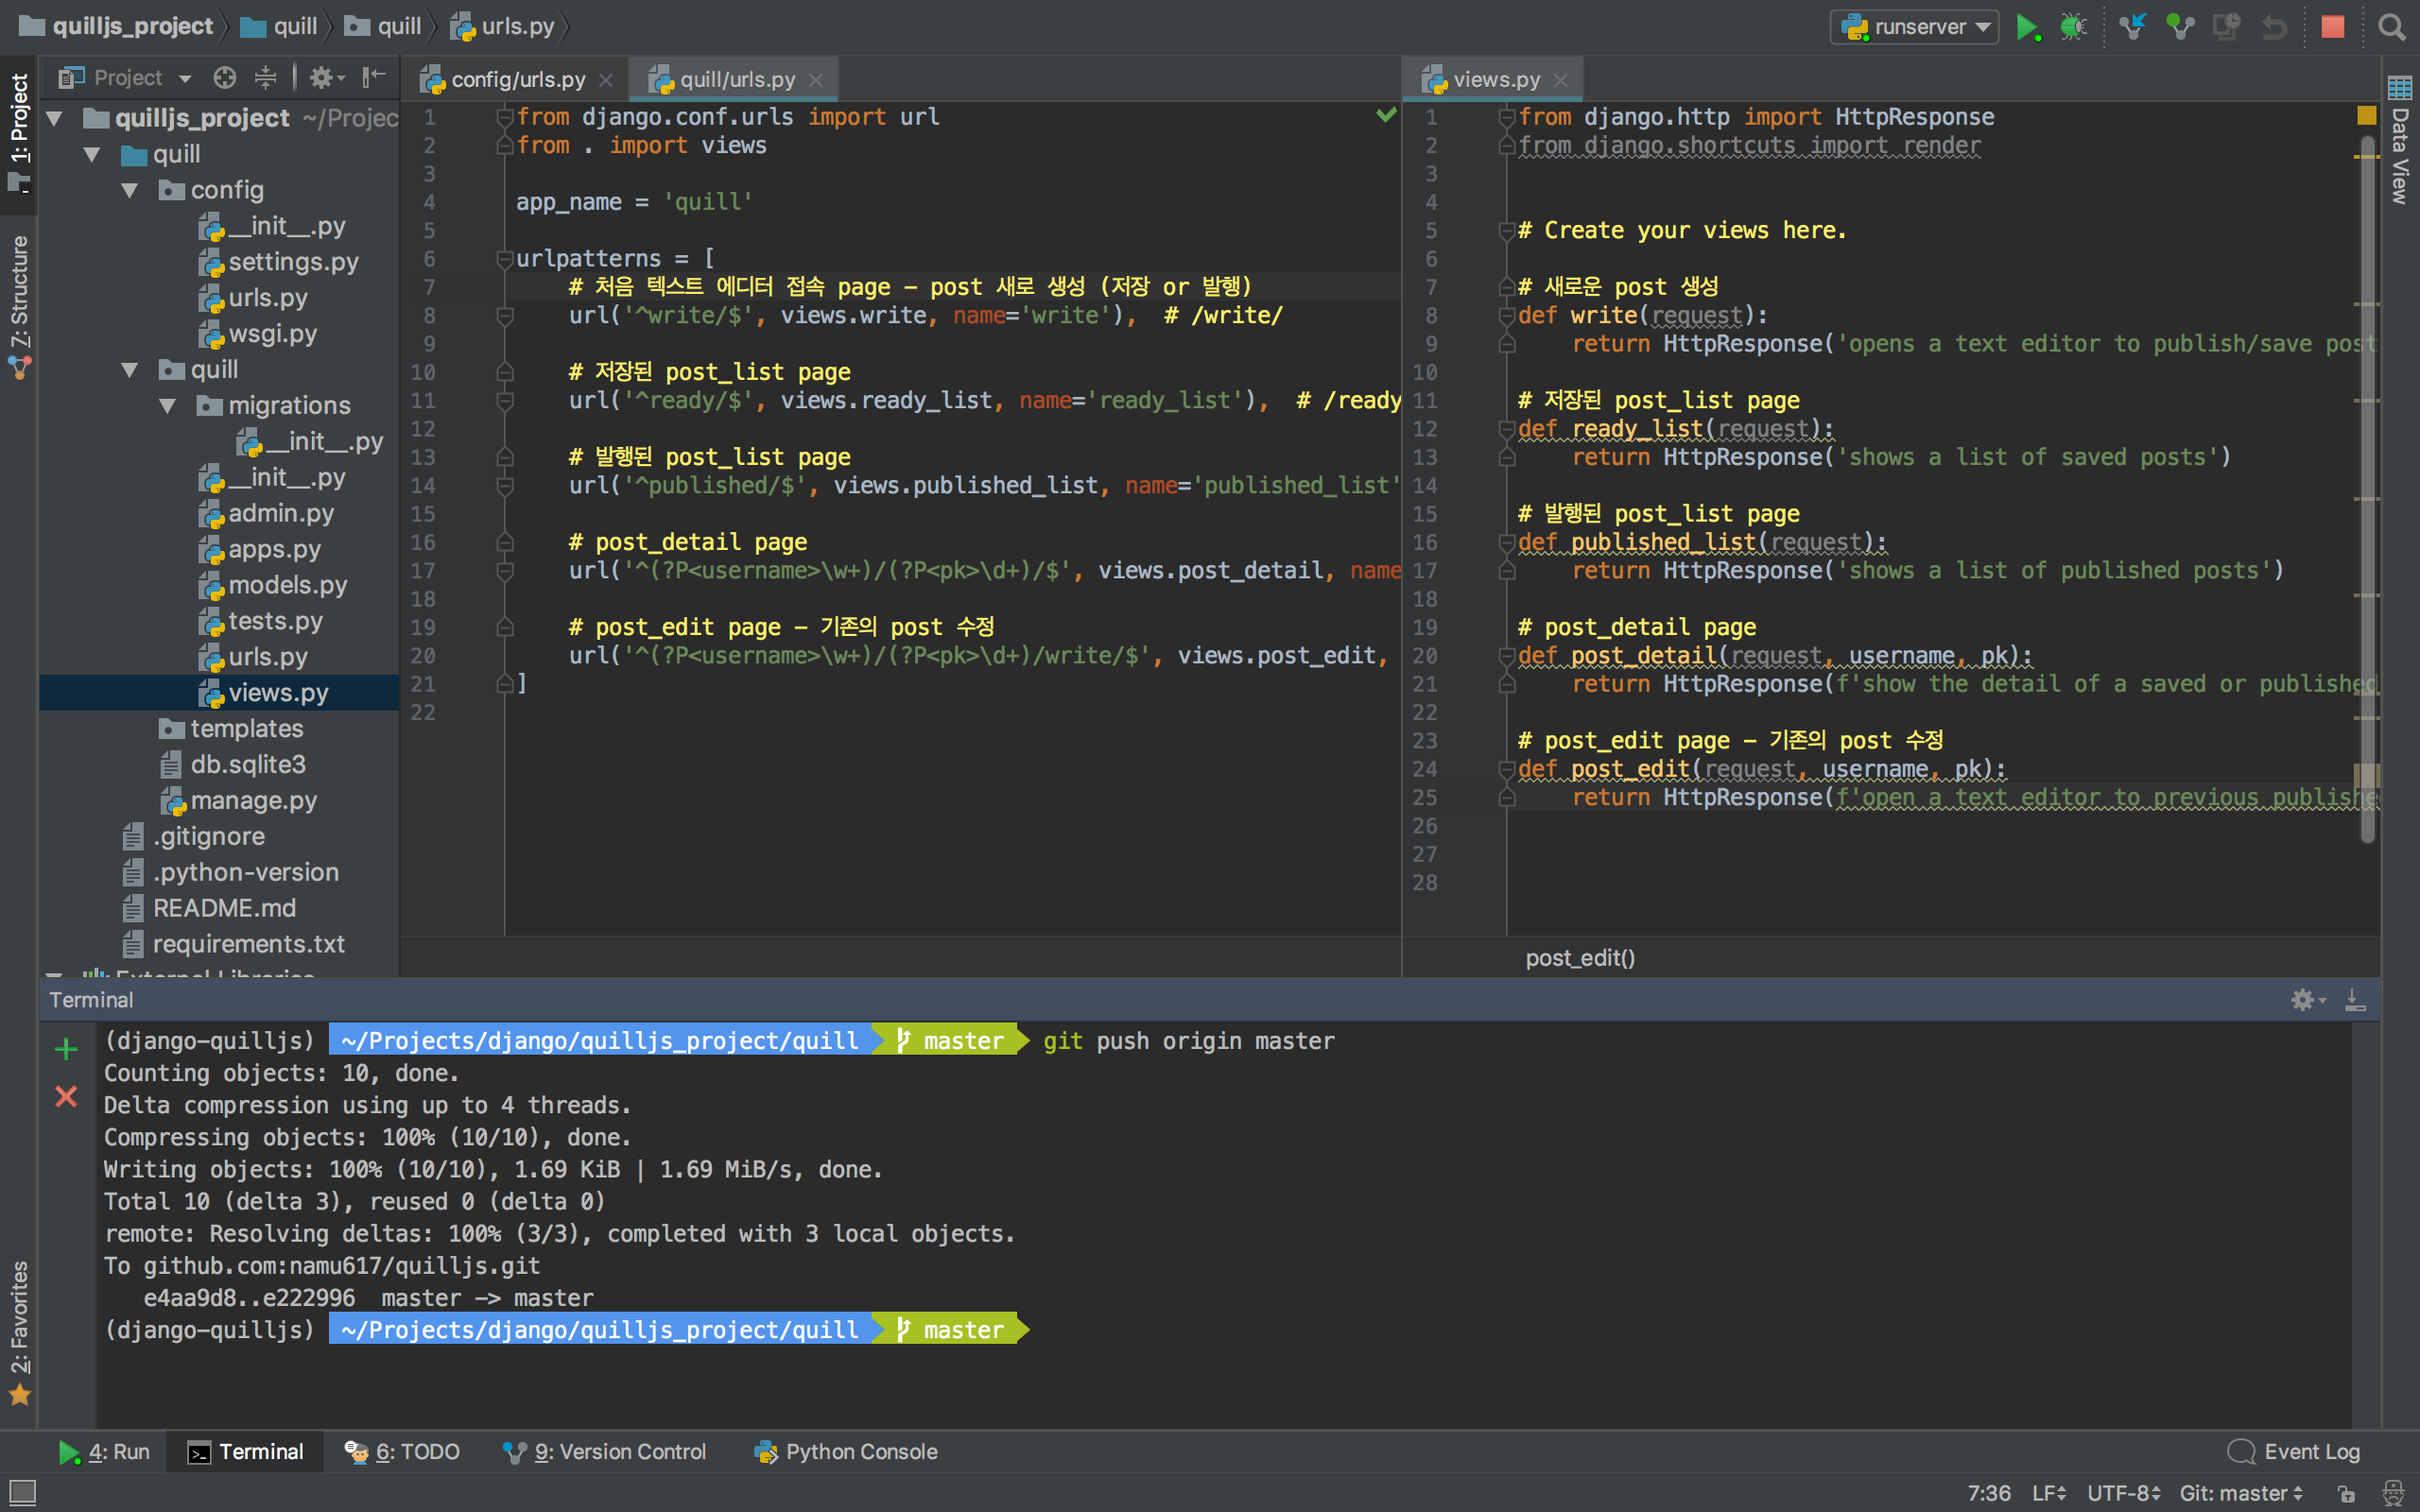 quilljs_project quill quill urls.py
runserver
1: Project
7: Structure
2: Favorites
Project
quilljs_project ~/Projec
quill
config
__init__.py
settings.py
urls.py
wsgi.py
quill
migrations
__init__.py
__init__.py
admin.py
apps.py
models.py
tests.py
urls.py
views.py
templates
db.sqlite3
manage.py
.gitignore
.python-version
README.md
requirements.txt
External Libraries
config/urls.py quill/urls.py
1 from django.conf.urls import url
2 from . import views
3
4 app_name = 'quill'
5
6 urlpatterns = [
7 # 처음 텍스트 에디터 접속 page - post 새로 생성 (저장 or 발행)
8 url('^write/$', views.write, name='write'), # /write/
9
10 # 저장된 post_list page
11 url('^ready/$', views.ready_list, name='ready_list'), # /ready
12
13 # 발행된 post_list page
14 url('^published/$', views.published_list, name='published_list'
15
16 # post_detail page
17 url('^(?P<username>\w+)/(?P<pk>\d+)/$', views.post_detail, name
18
19 # post_edit page - 기존의 post 수정
20 url('^(?P<username>\w+)/(?P<pk>\d+)/write/$', views.post_edit,
21 ]
22
views.py
1 from django.http import HttpResponse
2 from django.shortcuts import render
3
4
5 # Create your views here.
6
7 # 새로운 post 생성
8 def write(request):
9 return HttpResponse('opens a text editor to publish/save post
10
11 # 저장된 post_list page
12 def ready_list(request):
13 return HttpResponse('shows a list of saved posts')
14
15 # 발행된 post_list page
16 def published_list(request):
17 return HttpResponse('shows a list of published posts')
18
19 # post_detail page
20 def post_detail(request, username, pk):
21 return HttpResponse(f'show the detail of a saved or published
22
23 # post_edit page - 기존의 post 수정
24 def post_edit(request, username, pk):
25 return HttpResponse(f'open a text editor to previous publishe
26
27
28
post_edit()
Data View
Terminal
(django-quilljs) ~/Projects/django/quilljs_project/quill master git push origin master
Counting objects: 10, done.
Delta compression using up to 4 threads.
Compressing objects: 100% (10/10), done.
Writing objects: 100% (10/10), 1.69 KiB | 1.69 MiB/s, done.
Total 10 (delta 3), reused 0 (delta 0)
remote: Resolving deltas: 100% (3/3), completed with 3 local objects.
To github.com:namu617/quilljs.git
e4aa9d8..e222996 master -> master
(django-quilljs) ~/Projects/django/quilljs_project/quill master
4: Run Terminal 6: TODO 9: Version Control Python Console Event Log
7:36 LF UTF-8 Git: master